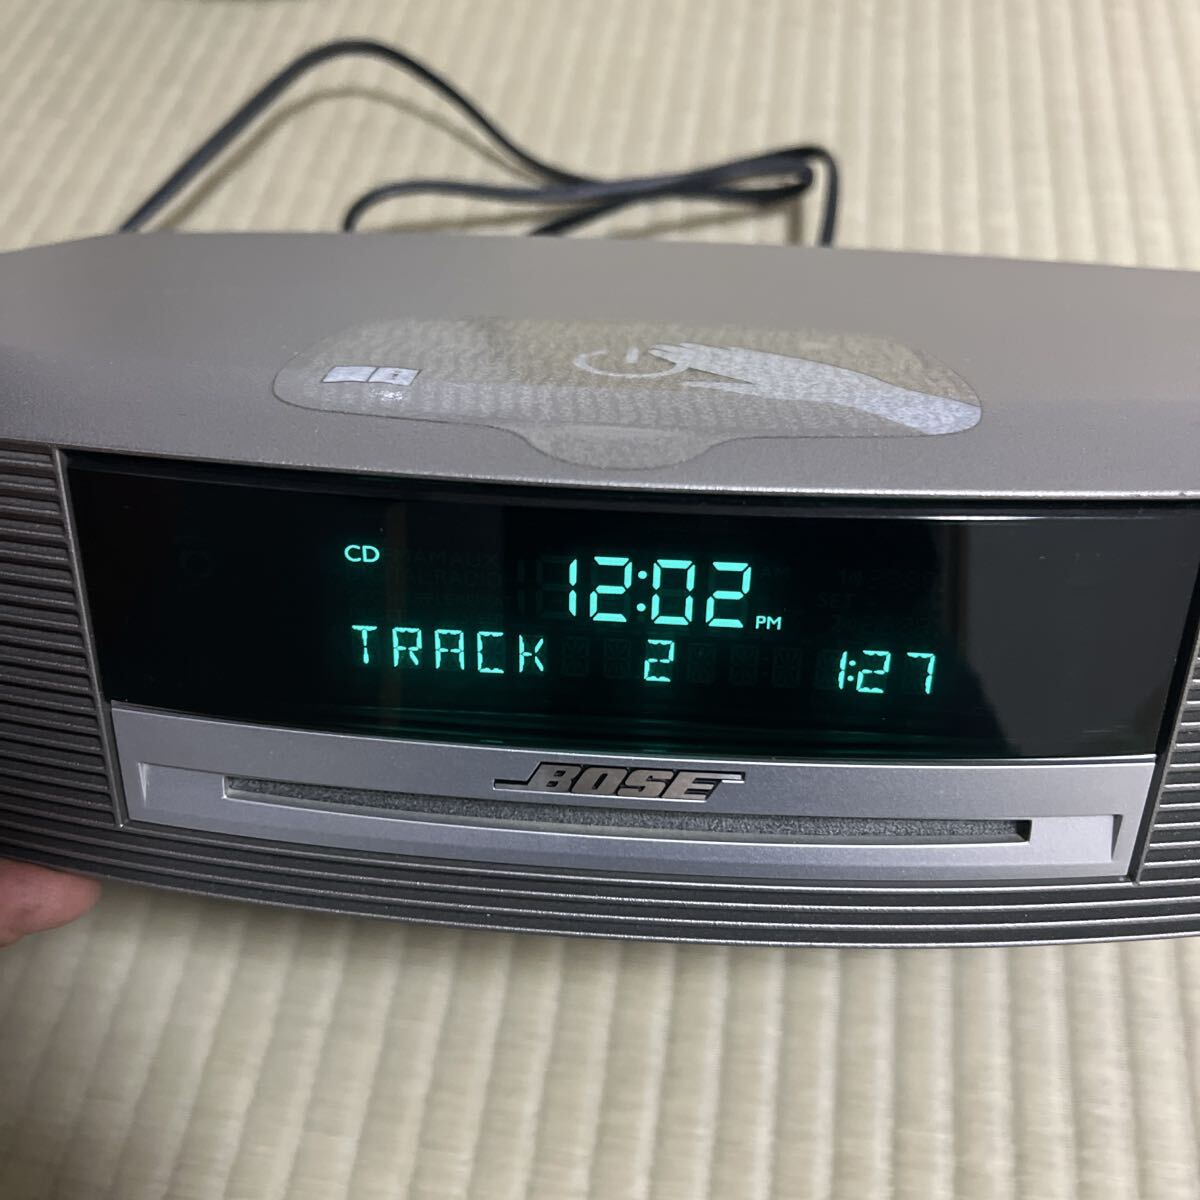 CD 12:02 PM
TRACK 2 1:27
BOSE